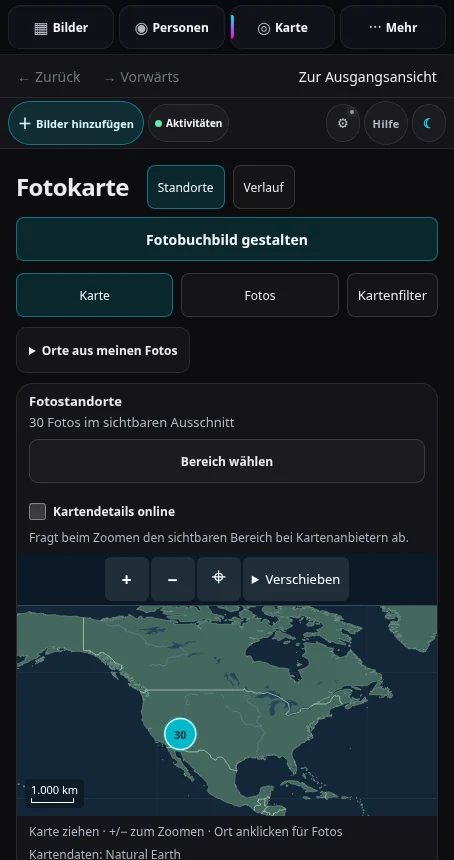 Bilder
Personen
Karte
Mehr
← Zurück
→ Vorwärts
Zur Ausgangsansicht
+ Bilder hinzufügen
Aktivitäten
Hilfe
Fotokarte
Standorte
Verlauf
Fotobuchbild gestalten
Karte
Fotos
Kartenfilter
Orte aus meinen Fotos
Fotostandorte
30 Fotos im sichtbaren Ausschnitt
Bereich wählen
Kartendetails online
Fragt beim Zoomen den sichtbaren Bereich bei Kartenanbietern ab.
+
−
Verschieben
30
1.000 km
Karte ziehen · +/− zum Zoomen · Ort anklicken für Fotos
Kartendaten: Natural Earth